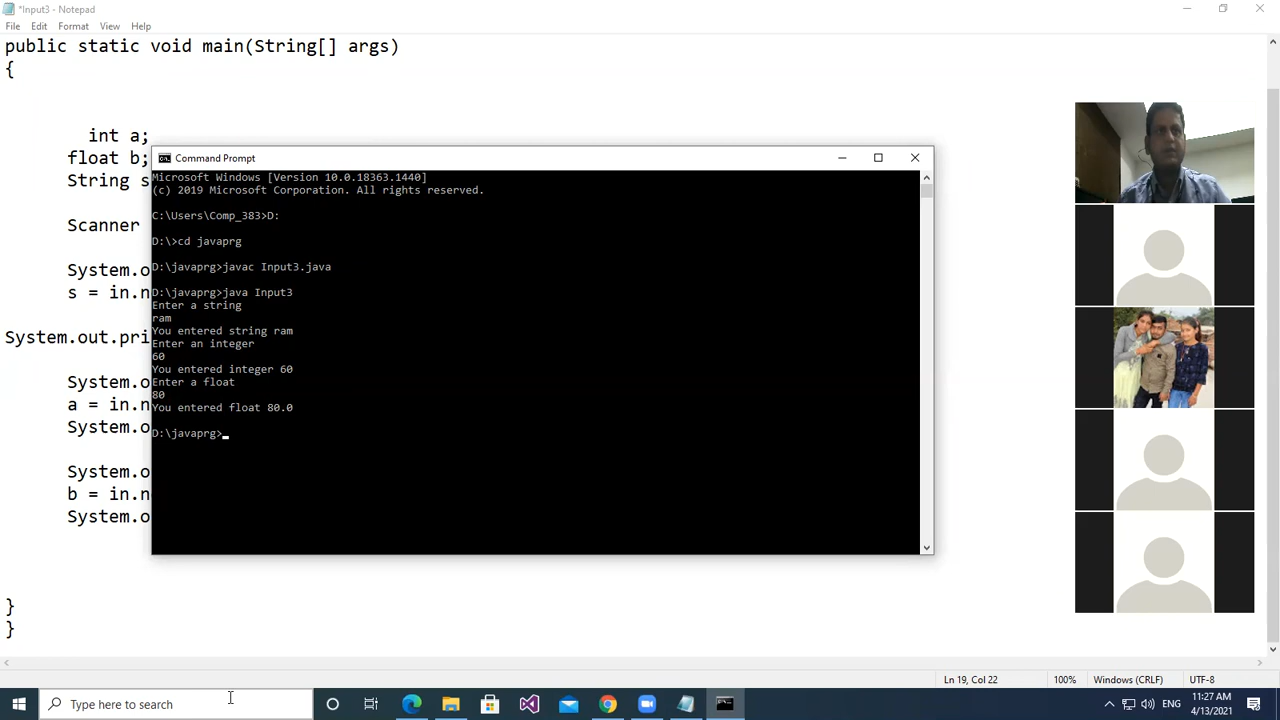 *Input3 - Notepad
File Edit Format View Help
public static void main(String[] args)
{
int a;
float b;
String s
Scanner
System.o
s = in.n
System.out.pri
System.o
a = in.n
System.o
System.o
b = in.n
System.o
}
}
Command Prompt
Microsoft Windows [Version 10.0.18363.1440]
(c) 2019 Microsoft Corporation. All rights reserved.
C:\Users\Comp_383>D:
D:\>cd javaprg
D:\javaprg>javac Input3.java
D:\javaprg>java Input3
Enter a string
ram
You entered string ram
Enter an integer
60
You entered integer 60
Enter a float
80
You entered float 80.0
D:\javaprg>
Ln 19, Col 22 100% Windows (CRLF) UTF-8
Type here to search
ENG
11:27 AM
4/13/2021